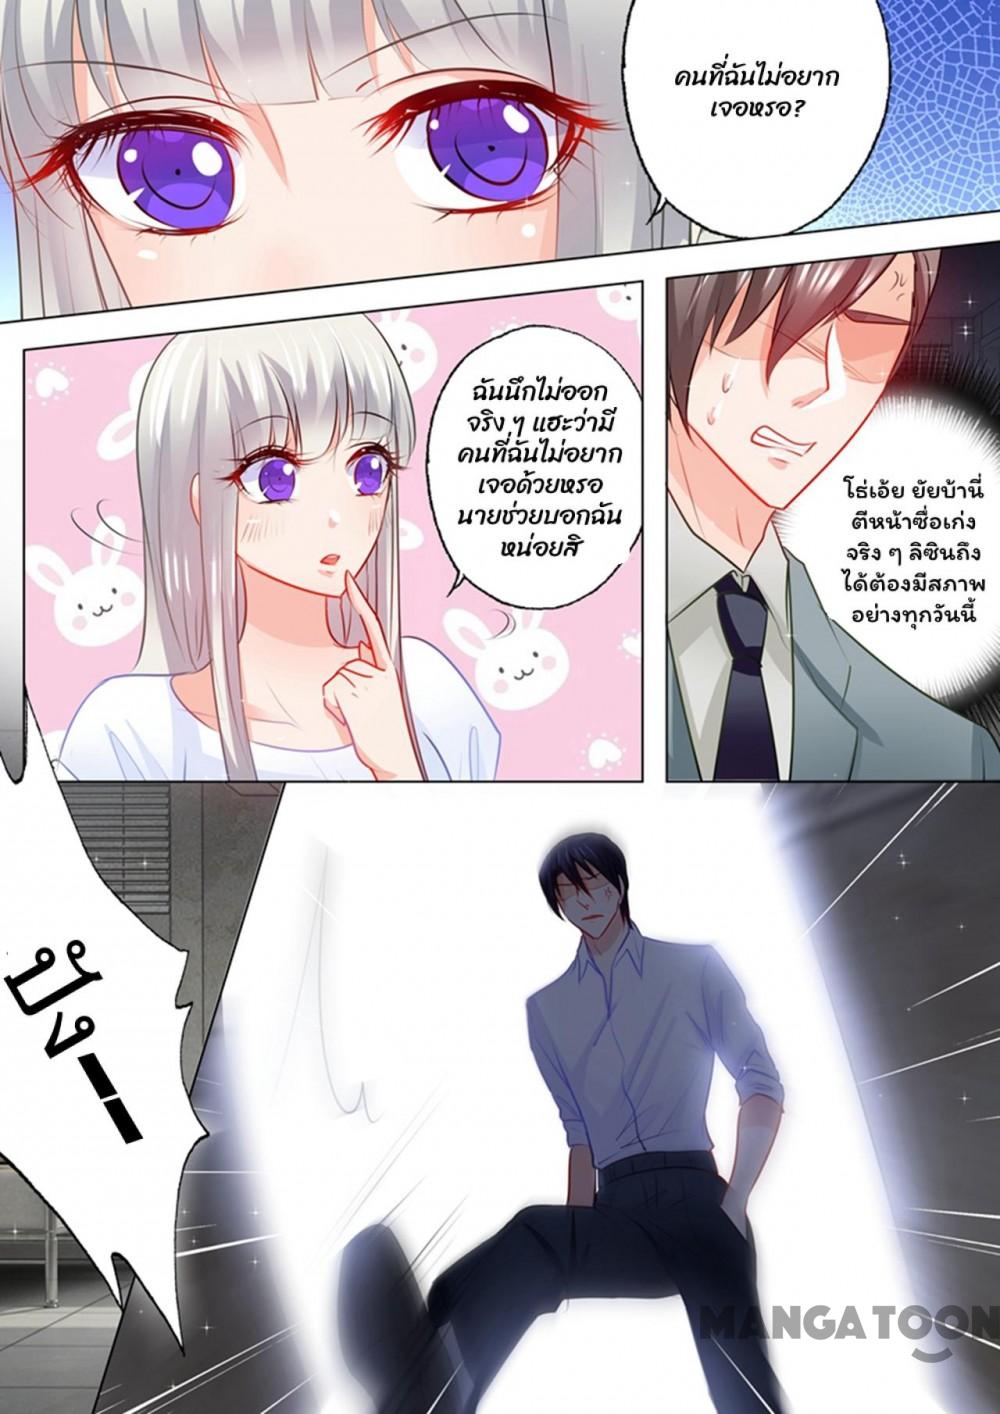 คนที่ฉันไม่อยาก
เจอหรอ?
ฉันนึกไม่ออก
จริง ๆ แฮะว่ามี
คนที่ฉันไม่อยาก
เจอด้วยหรอ
นายช่วยบอกฉัน
หน่อยสิ
โธ่เอ้ย ยัยบ้านี่
ตีหน้าซื่อเก่ง
จริง ๆ ลิซินถึง
ได้ต้องมีสภาพ
อย่างทุกวันนี้
ปัง—!
MANGATOON